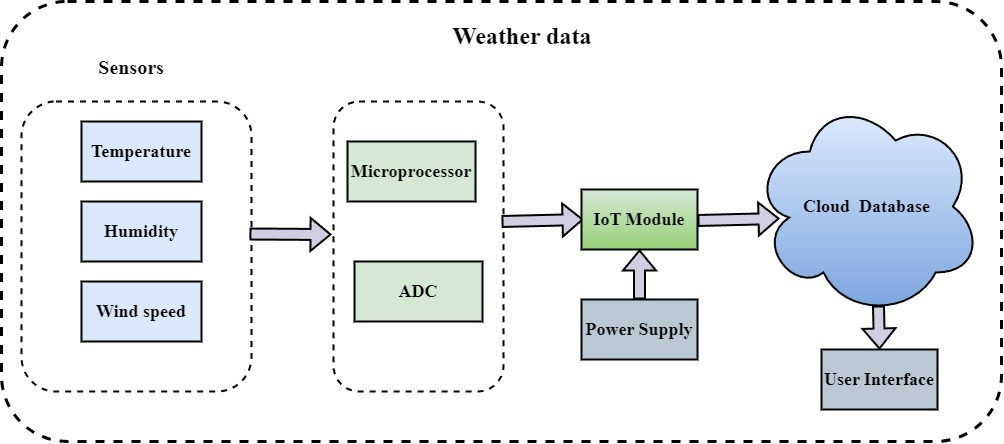 Weather data
Sensors
Temperature
Humidity
Wind speed
Microprocessor
ADC
IoT Module
Power Supply
Cloud  Database
User Interface